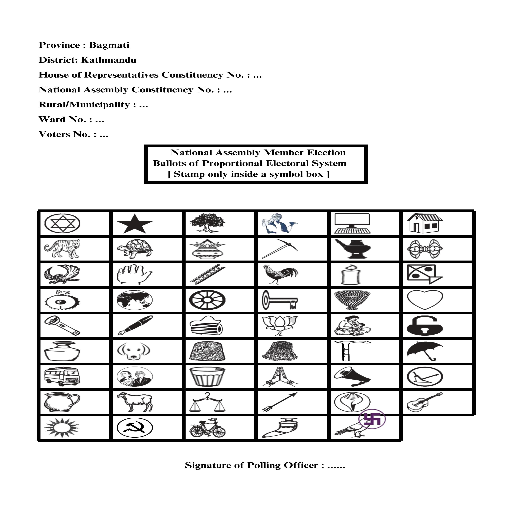 Province : Bagmati
District: Kathmandu
House of Representatives Constituency No. : ...
National Assembly Constituency No. : ...
Rural/Municipality : ...
Ward No. : ...
Voters No. : ...
National Assembly Member Election
Ballots of Proportional Electoral System
[ Stamp only inside a symbol box ]
Signature of Polling Officer : ......